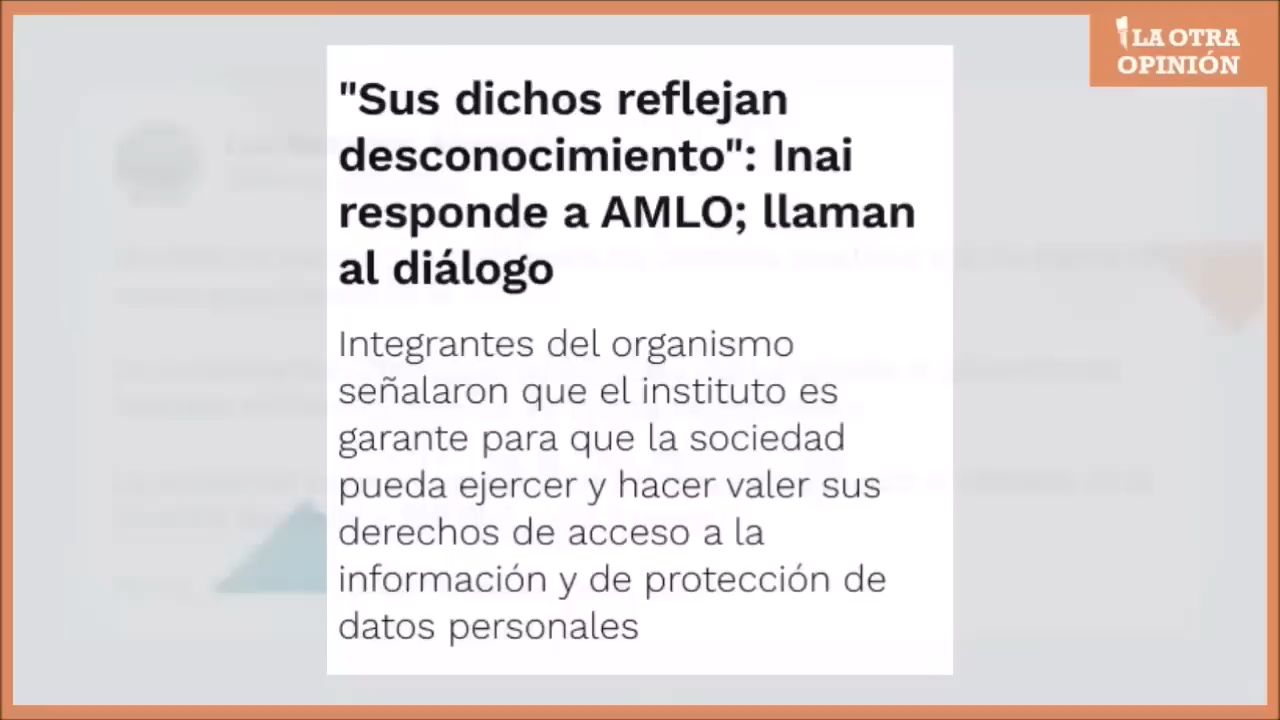 LA OTRA
OPINIÓN
"Sus dichos reflejan
desconocimiento": Inai
responde a AMLO; llaman
al diálogo
Integrantes del organismo
señalaron que el instituto es
garante para que la sociedad
pueda ejercer y hacer valer sus
derechos de acceso a la
información y de protección de
datos personales